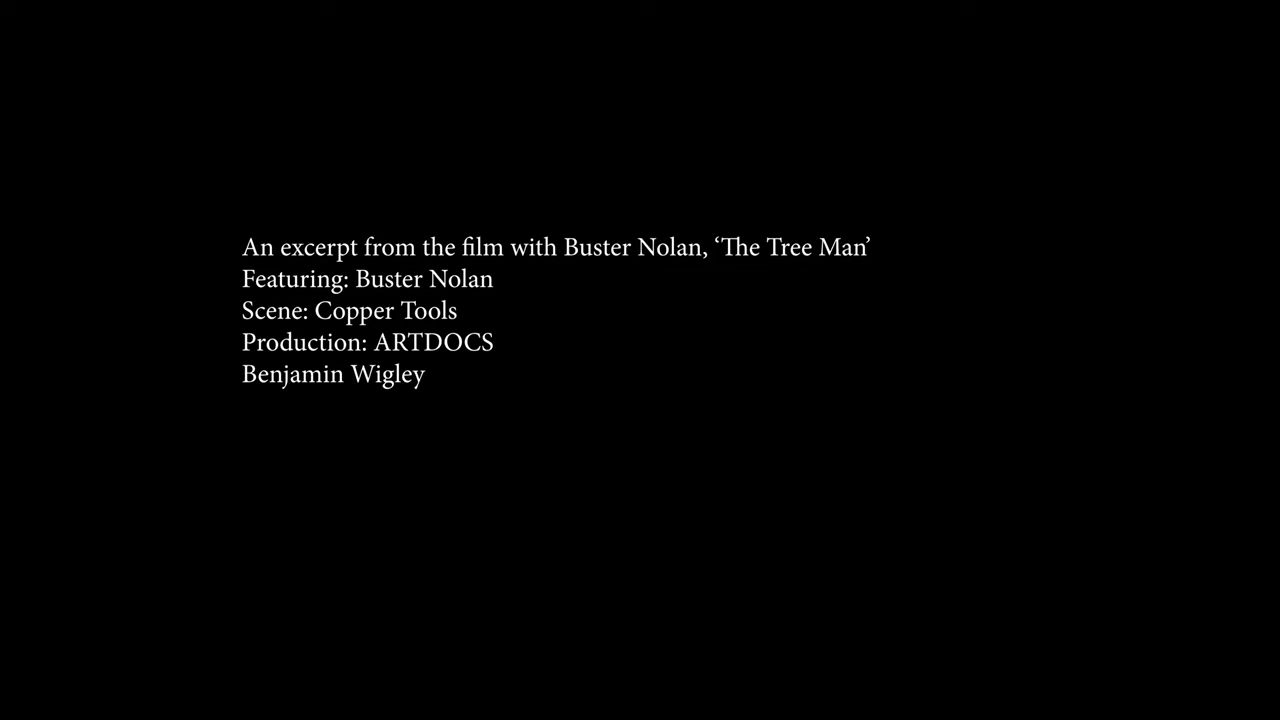 An excerpt from the film with Buster Nolan, ‘The Tree Man’
Featuring: Buster Nolan
Scene: Copper Tools
Production: ARTDOCS
Benjamin Wigley